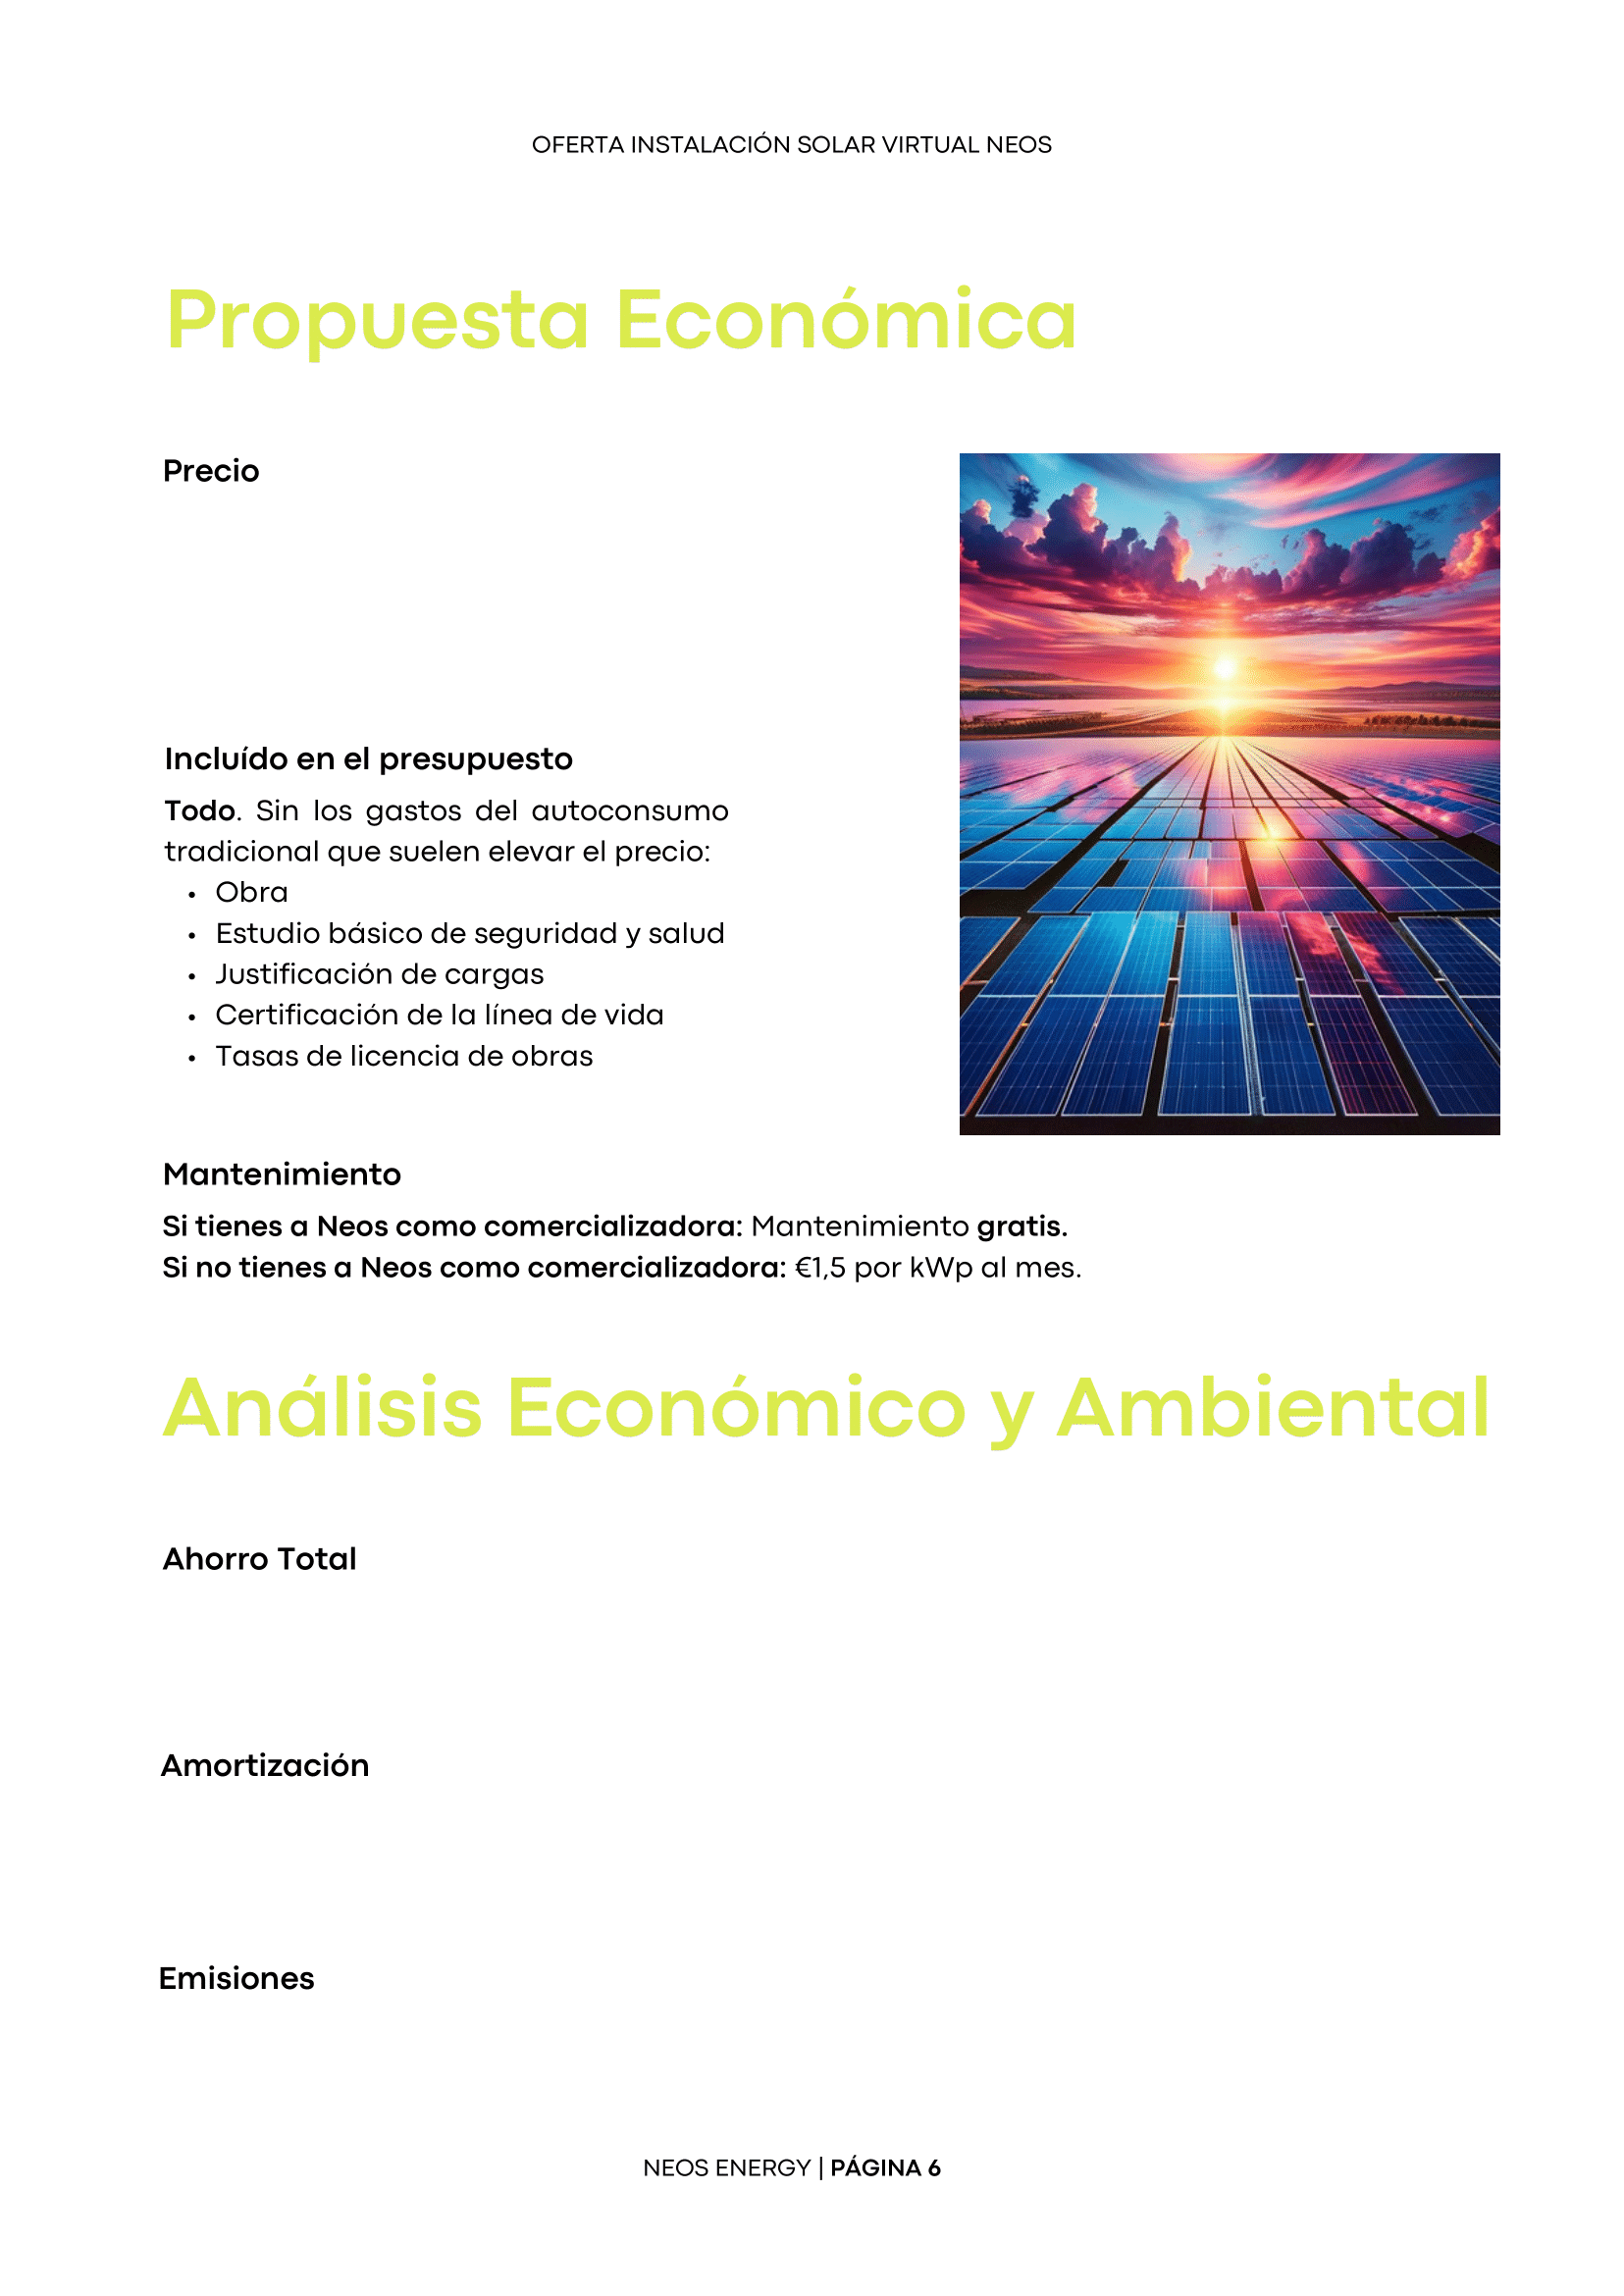 OFERTA INSTALACIÓN SOLAR VIRTUAL NEOS
Propuesta Económica
Precio
Incluído en el presupuesto
Todo. Sin los gastos del autoconsumo
tradicional que suelen elevar el precio:
• Obra
• Estudio básico de seguridad y salud
• Justificación de cargas
• Certificación de la línea de vida
• Tasas de licencia de obras
Mantenimiento
Si tienes a Neos como comercializadora: Mantenimiento gratis.
Si no tienes a Neos como comercializadora: €1,5 por kWp al mes.
Análisis Económico y Ambiental
Ahorro Total
Amortización
Emisiones
NEOS ENERGY | PÁGINA 6